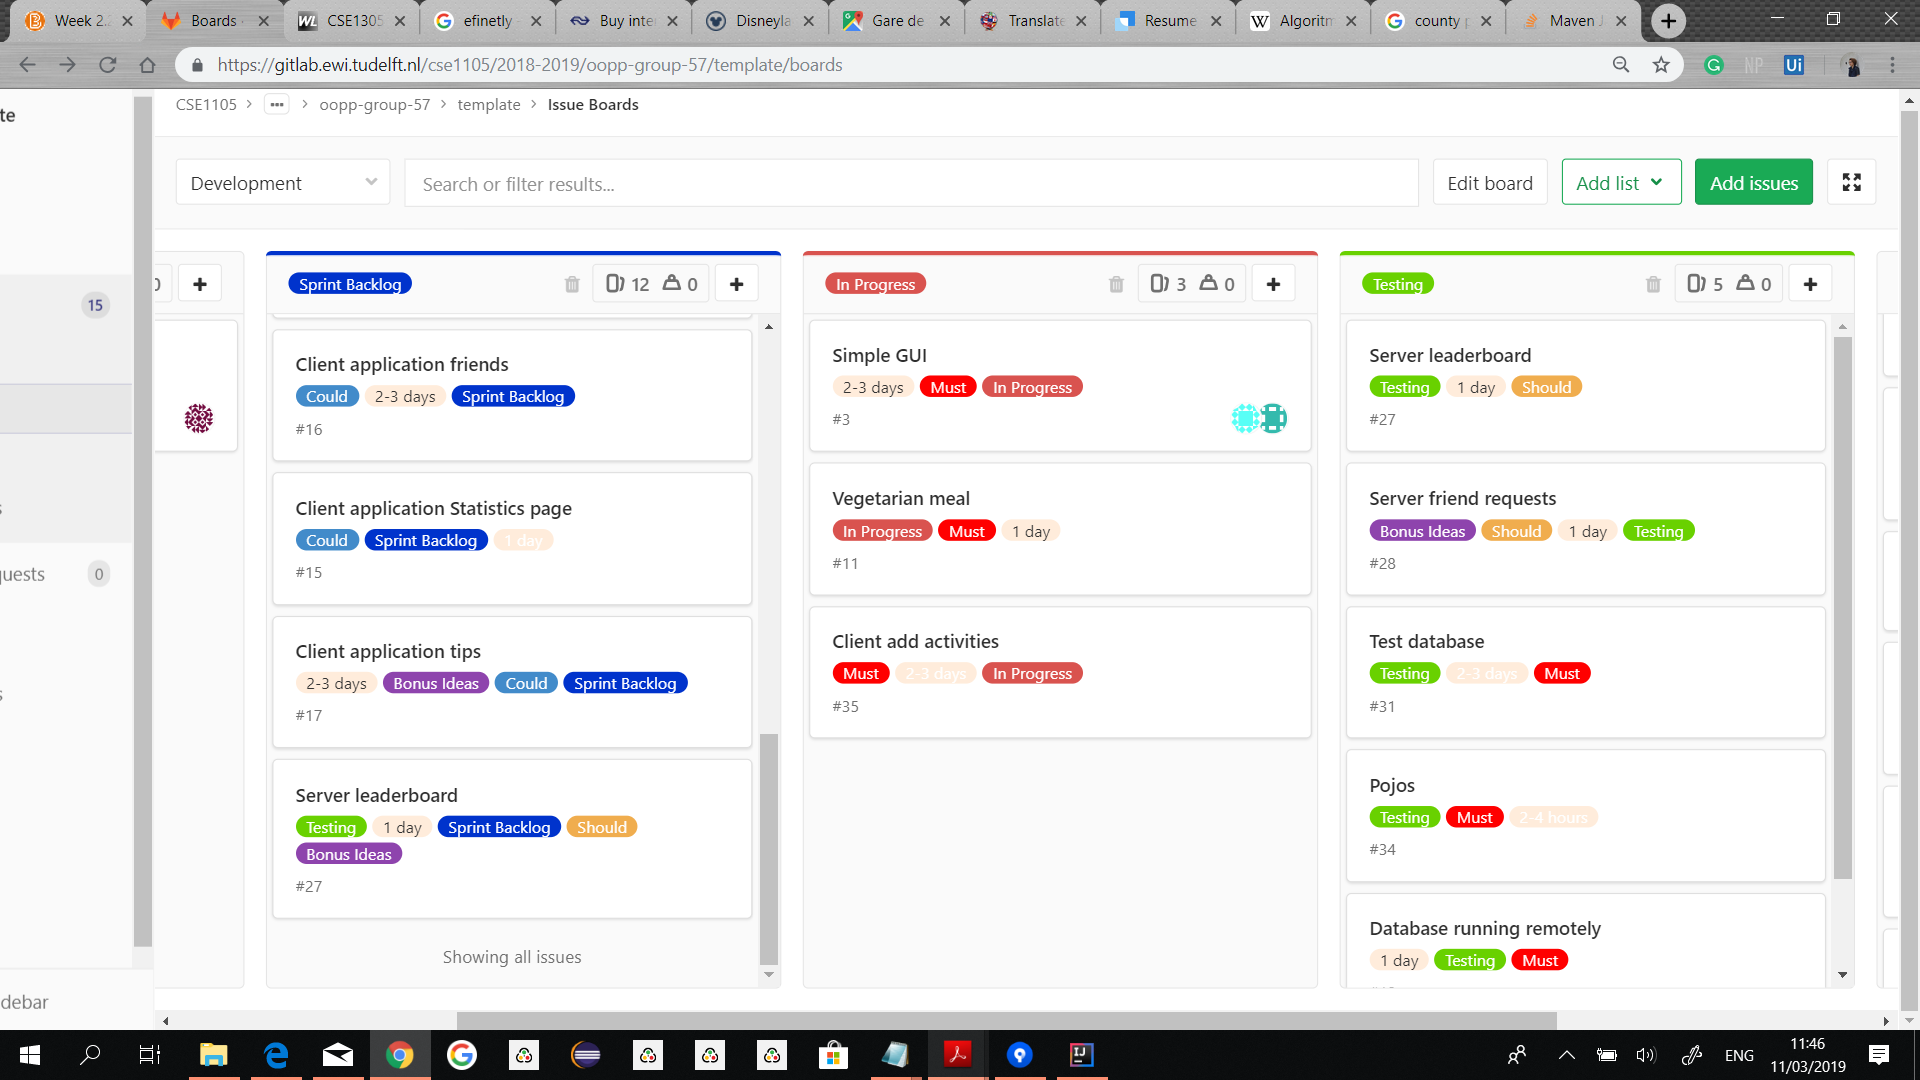 Week 2.2
Boards ·
WL CSE1305
efinetly -
Buy inte
Disneyla
Gare de
Translate
Resume
W Algoritm
county p
Maven J
https://gitlab.ewi.tudelft.nl/cse1105/2018-2019/oopp-group-57/template/boards
NP
Ui
te
CSE1105 > ··· > oopp-group-57 > template > Issue Boards
Development
Search or filter results...
Edit board
Add list
Add issues
15
uests 0
debar
Sprint Backlog
12 0
Client application friends
Could 2-3 days Sprint Backlog
#16
Client application Statistics page
Could Sprint Backlog 1 day
#15
Client application tips
2-3 days Bonus Ideas Could Sprint Backlog
#17
Server leaderboard
Testing 1 day Sprint Backlog Should
Bonus Ideas
#27
Showing all issues
In Progress
3 0
Simple GUI
2-3 days Must In Progress
#3
Vegetarian meal
In Progress Must 1 day
#11
Client add activities
Must 2-3 days In Progress
#35
Testing
5 0
Server leaderboard
Testing 1 day Should
#27
Server friend requests
Bonus Ideas Should 1 day Testing
#28
Test database
Testing 2-3 days Must
#31
Pojos
Testing Must 2-4 hours
#34
Database running remotely
1 day Testing Must
ENG
11:46
11/03/2019